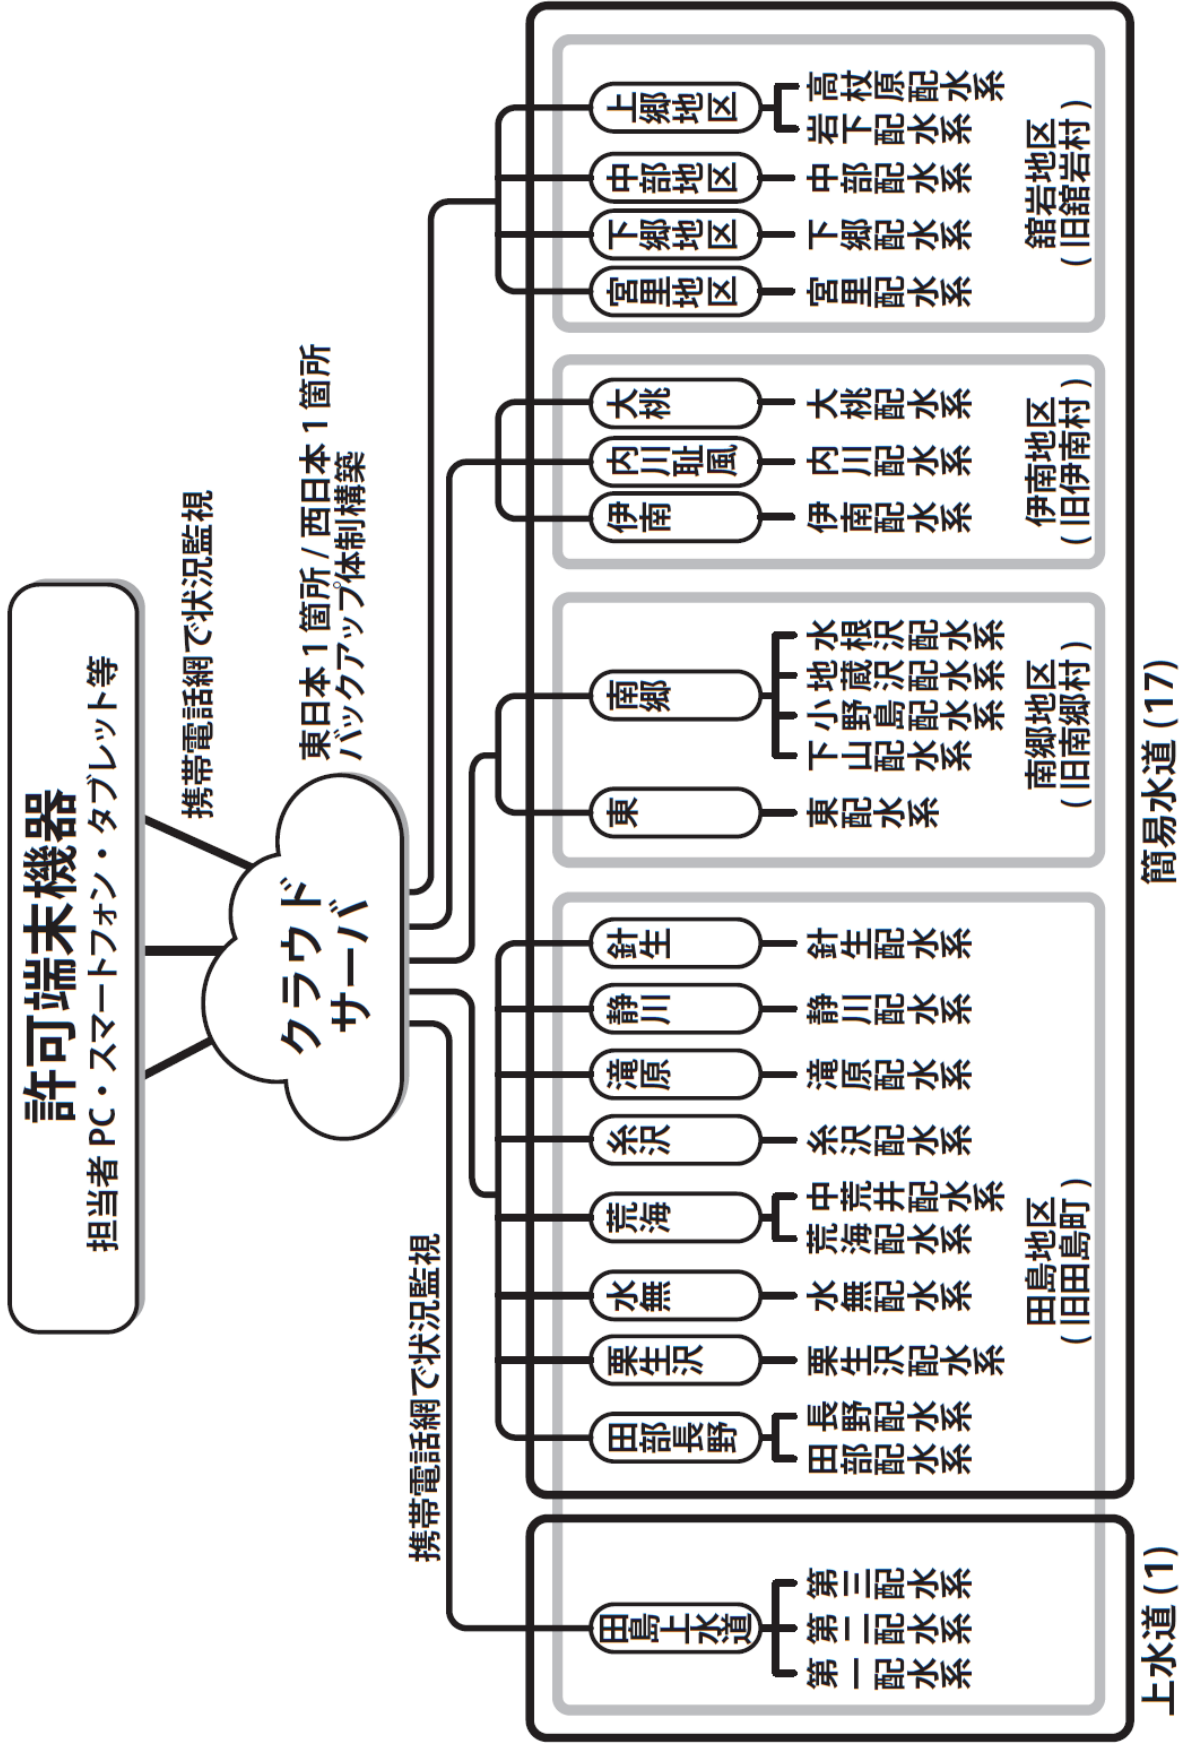 許可端末機器
担当者 PC・スマートフォン・タブレット等
携帯電話網で状況監視
クラウド
サーバ
東日本 1 箇所 / 西日本 1 箇所
バックアップ体制構築
携帯電話網で状況監視
田島上水道
第一配水系
第二配水系
第三配水系
上水道 (1)
田部長野
田部配水系
長野配水系
栗生沢
栗生沢配水系
水無
水無配水系
荒海
荒海配水系
中荒井配水系
糸沢
糸沢配水系
滝原
滝原配水系
静川
静川配水系
針生
針生配水系
田島地区
( 旧田島町 )
東
東配水系
南郷
下山配水系
小野島配水系
地蔵沢配水系
水根沢配水系
南郷地区
( 旧南郷村 )
伊南
伊南配水系
内川耻風
内川配水系
大桃
大桃配水系
伊南地区
( 旧伊南村 )
宮里地区
宮里配水系
下郷地区
下郷配水系
中部地区
中部配水系
上郷地区
岩下配水系
高杖原配水系
舘岩地区
( 旧舘岩村 )
簡易水道 (17)